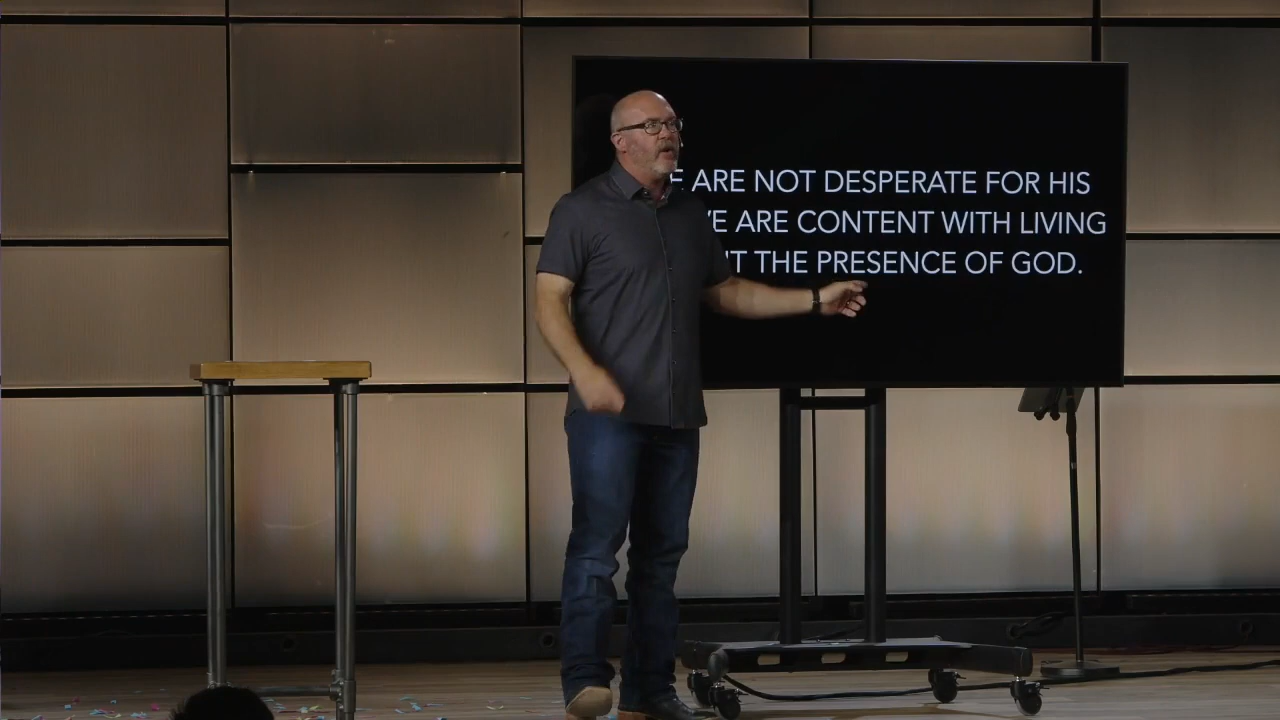 ARE NOT DESPERATE FOR HIS
ARE CONTENT WITH LIVING
THE PRESENCE OF GOD.